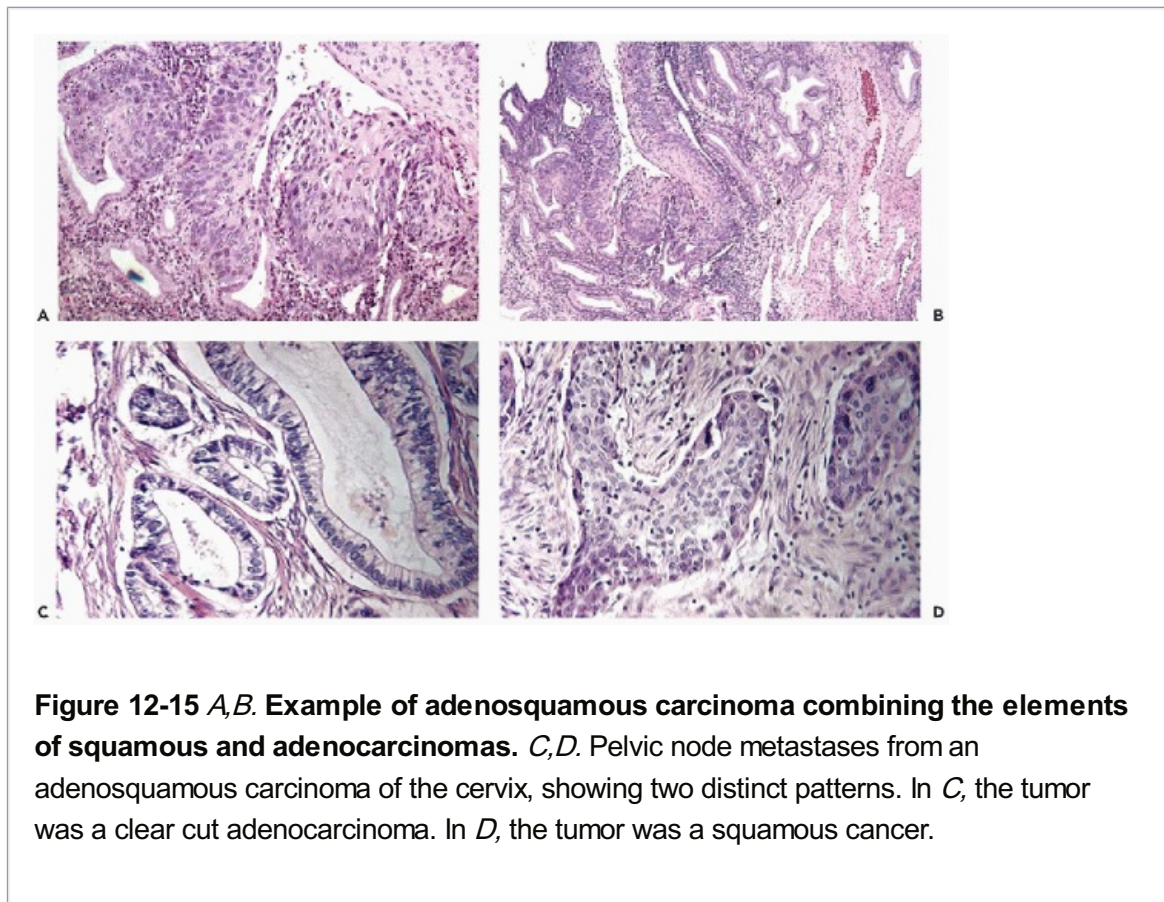 A
B
C
D
Figure 12-15 A,B. Example of adenosquamous carcinoma combining the elements
of squamous and adenocarcinomas. C,D. Pelvic node metastases from an
adenosquamous carcinoma of the cervix, showing two distinct patterns. In C, the tumor
was a clear cut adenocarcinoma. In D, the tumor was a squamous cancer.